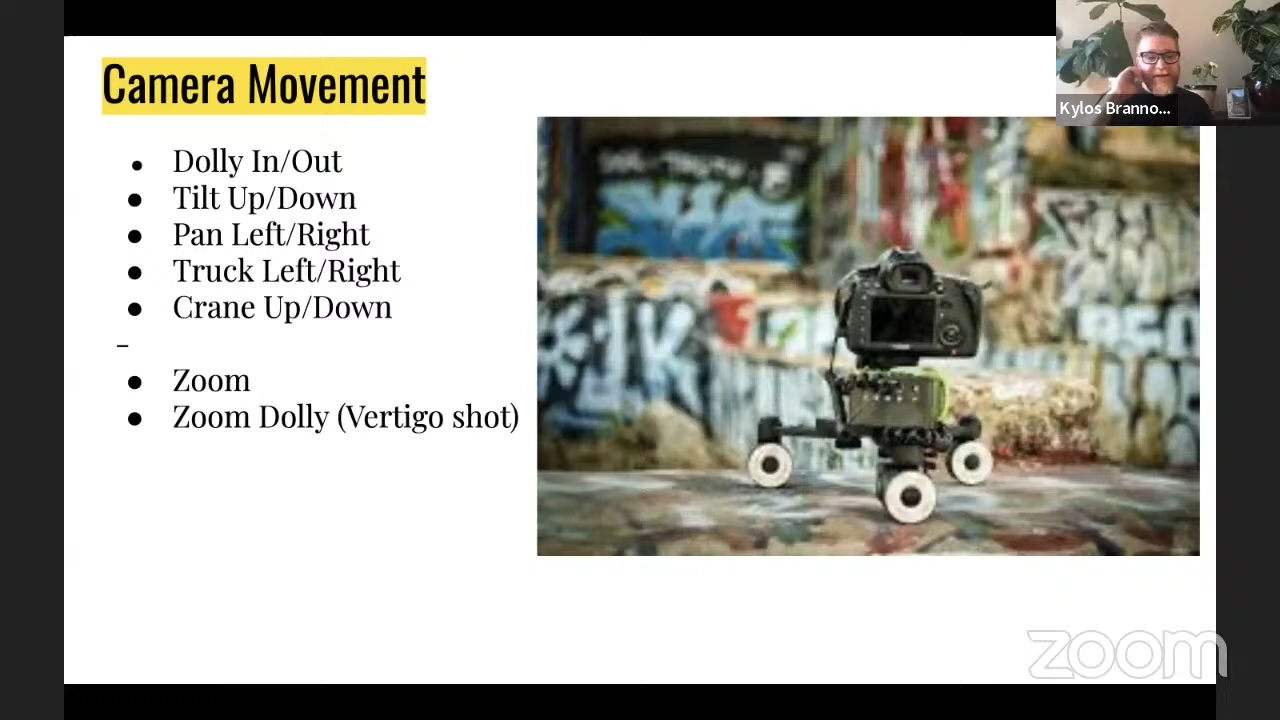 Camera Movement
Kylos Branno...
● Dolly In/Out
● Tilt Up/Down
● Pan Left/Right
● Truck Left/Right
● Crane Up/Down
–
● Zoom
● Zoom Dolly (Vertigo shot)
zoom